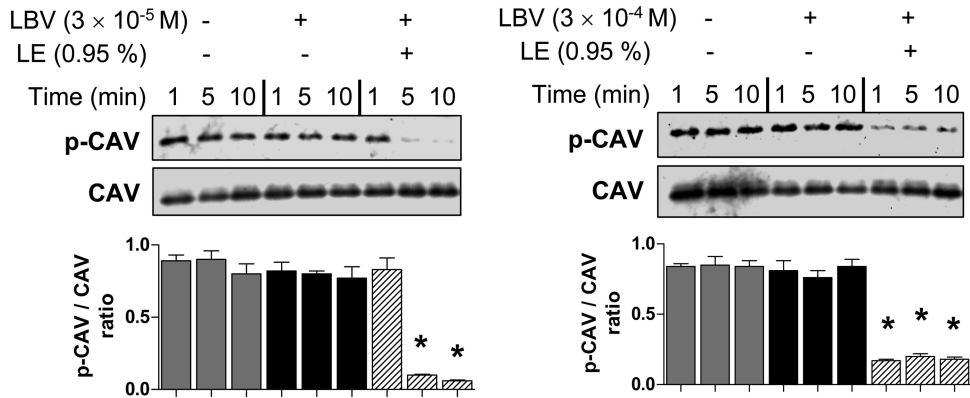 LBV (3 × 10⁻⁵ M) - + +
LE (0.95 %) - - +
Time (min) 1 5 10 1 5 10 1 5 10
p-CAV
CAV
p-CAV / CAV
ratio
1.0
0.5
0.0
* *
LBV (3 × 10⁻⁴ M) - + +
LE (0.95 %) - - +
Time (min) 1 5 10 1 5 10 1 5 10
p-CAV
CAV
p-CAV / CAV
ratio
1.0
0.5
0.0
* * *